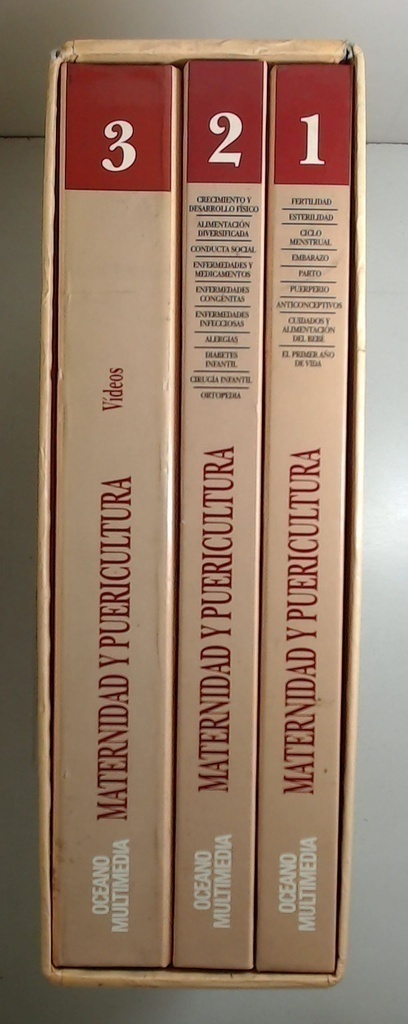 3
Vídeos
MATERNIDAD Y PUERICULTURA
OCEANO
MULTIMEDIA
2
CRECIMIENTO Y
DESARROLLO FÍSICO
ALIMENTACIÓN
DIVERSIFICADA
CONDUCTA SOCIAL
ENFERMEDADES Y
MEDICAMENTOS
ENFERMEDADES
CONGÉNITAS
ENFERMEDADES
INFECCIOSAS
ALERGIAS
DIABETES
INFANTIL
CIRUGÍA INFANTIL
ORTOPEDIA
MATERNIDAD Y PUERICULTURA
OCEANO
MULTIMEDIA
1
FERTILIDAD
ESTERILIDAD
CICLO
MENSTRUAL
EMBARAZO
PARTO
PUERPERIO
ANTICONCEPTIVOS
CUIDADOS Y
ALIMENTACIÓN
DEL BEBÉ
EL PRIMER AÑO
DE VIDA
MATERNIDAD Y PUERICULTURA
OCEANO
MULTIMEDIA